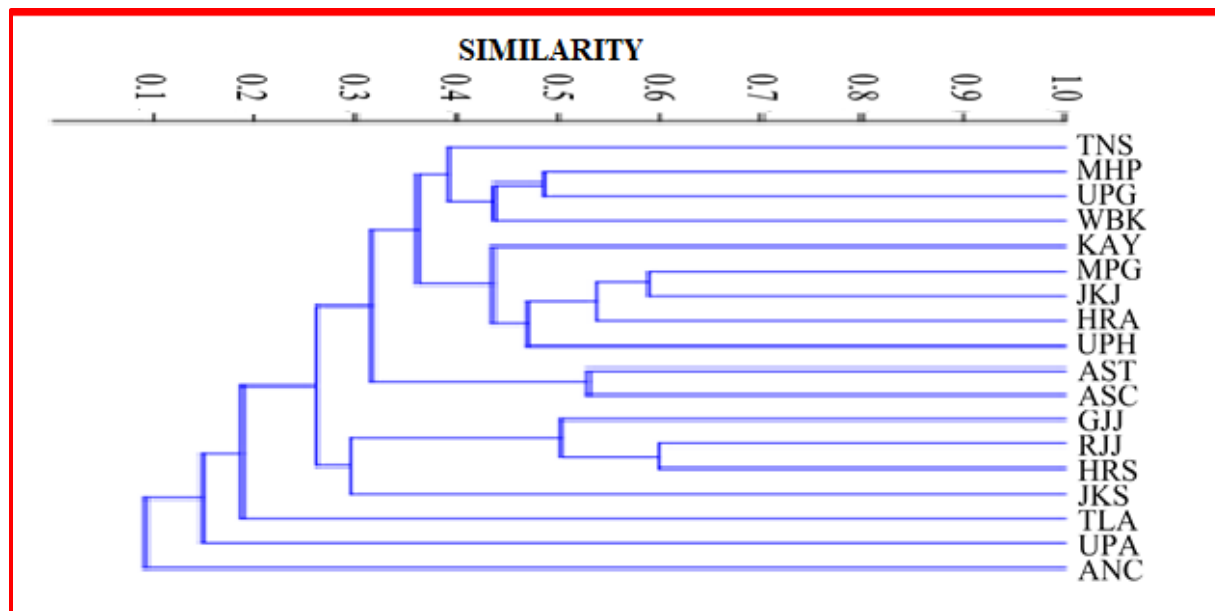 SIMILARITY
0.1 0.2 0.3 0.4 0.5 0.6 0.7 0.8 0.9 1.0
TNS
MHP
UPG
WBK
KAY
MPG
JKJ
HRA
UPH
AST
ASC
GJJ
RJJ
HRS
JKS
TLA
UPA
ANC